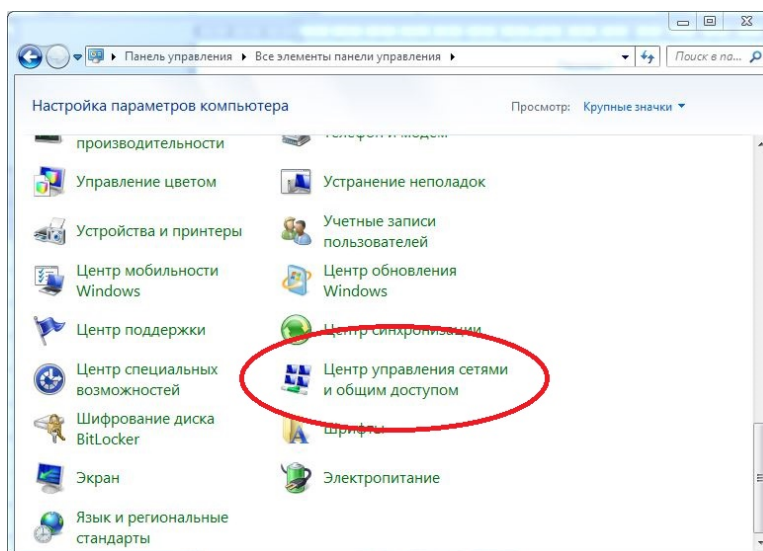 Панель управления ▸ Все элементы панели управления ▸
Поиск в па...
Настройка параметров компьютера
Просмотр: Крупные значки
производительности
Телефон и модем
Управление цветом
Устранение неполадок
Устройства и принтеры
Учетные записи
пользователей
Центр мобильности
Windows
Центр обновления
Windows
Центр поддержки
Центр синхронизации
Центр специальных
возможностей
Центр управления сетями
и общим доступом
Шифрование диска
BitLocker
Шрифты
Экран
Электропитание
Язык и региональные
стандарты